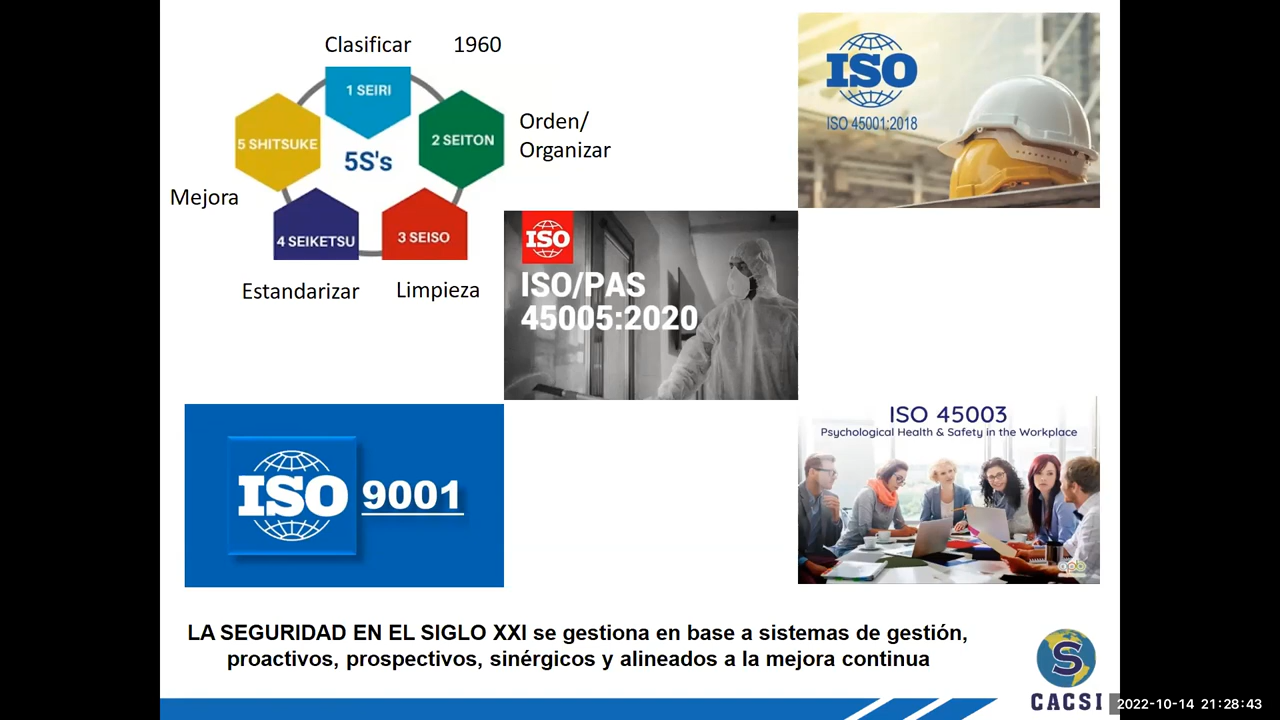 Clasificar 1960
1 SEIRI
5 SHITSUKE
2 SEITON
5S's
Orden/
Organizar
Mejora
4 SEIKETSU
3 SEISO
Estandarizar
Limpieza
ISO
ISO 45001:2018
ISO
ISO/PAS
45005:2020
ISO 9001
ISO 45003
Psychological Health & Safety in the Workplace
LA SEGURIDAD EN EL SIGLO XXI se gestiona en base a sistemas de gestión,
proactivos, prospectivos, sinérgicos y alineados a la mejora continua
S
CACSI
2022-10-14 21:28:43